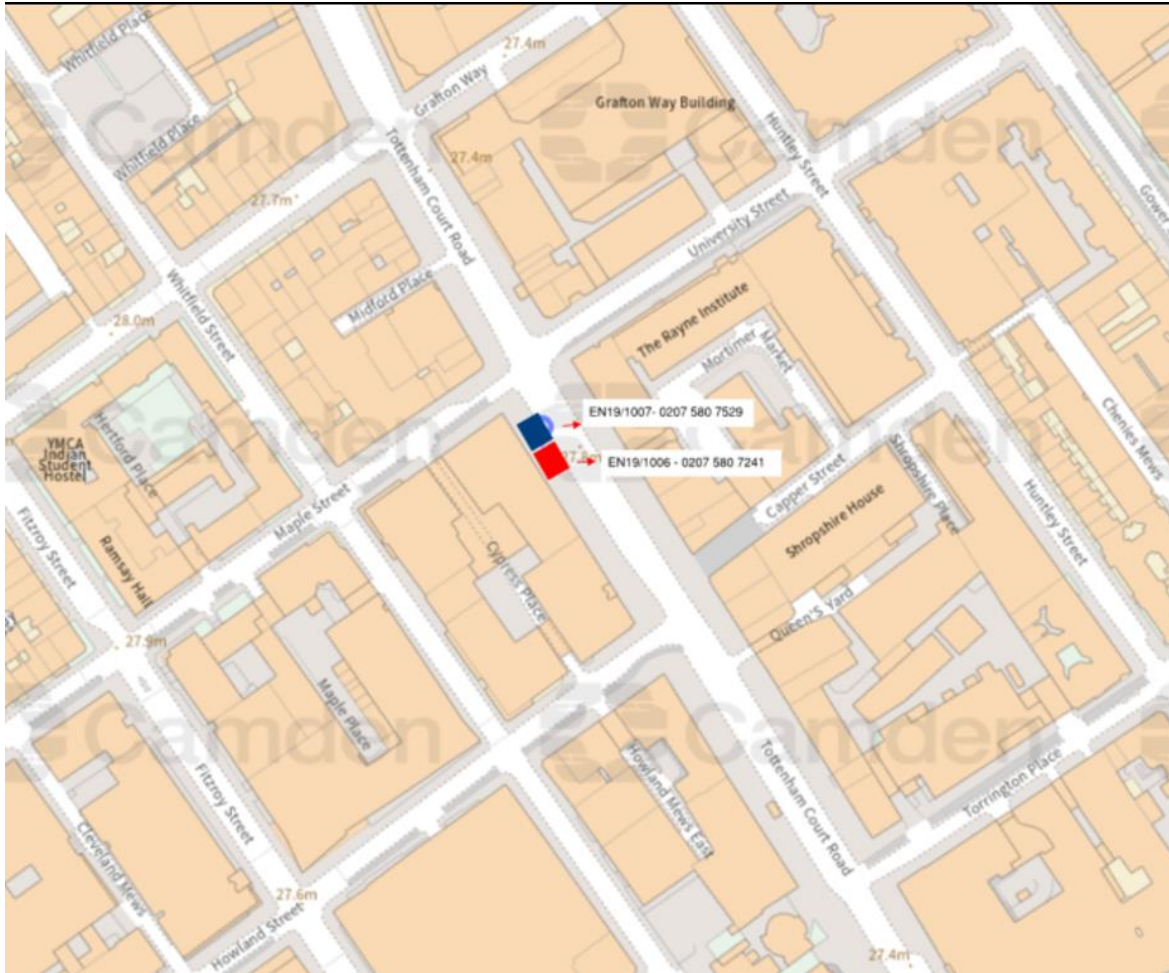 Whitfield Place
27.4m
Grafton Way
Grafton Way Building
Camden
Camden
Whitfield Place
Tottenham Court Road
27.4m
Huntley Street
27.7m
University Street
Gowe
Whitfield Street
Midford Place
28.0m
The Rayne Institute
Mortimer
Market
Camden
Camden
EN19/1007- 0207 580 7529
YMCA
Indian
Student
Hostel
Hertford Place
27.8m
EN19/1006 - 0207 580 7241
Chenies Mews
Maple Street
Capper Street
Shropshire Place
Shropshire House
Huntley Street
Fitzroy Street
Ramsay Hall
Cypress Place
Queen'S Yard
27.9m
Maple Place
Camden
Camden
Fitzroy Street
Howland Mews East
Tottenham Court Road
Torrington Place
Cleveland Mews
27.6m
Howland Street
27.4m